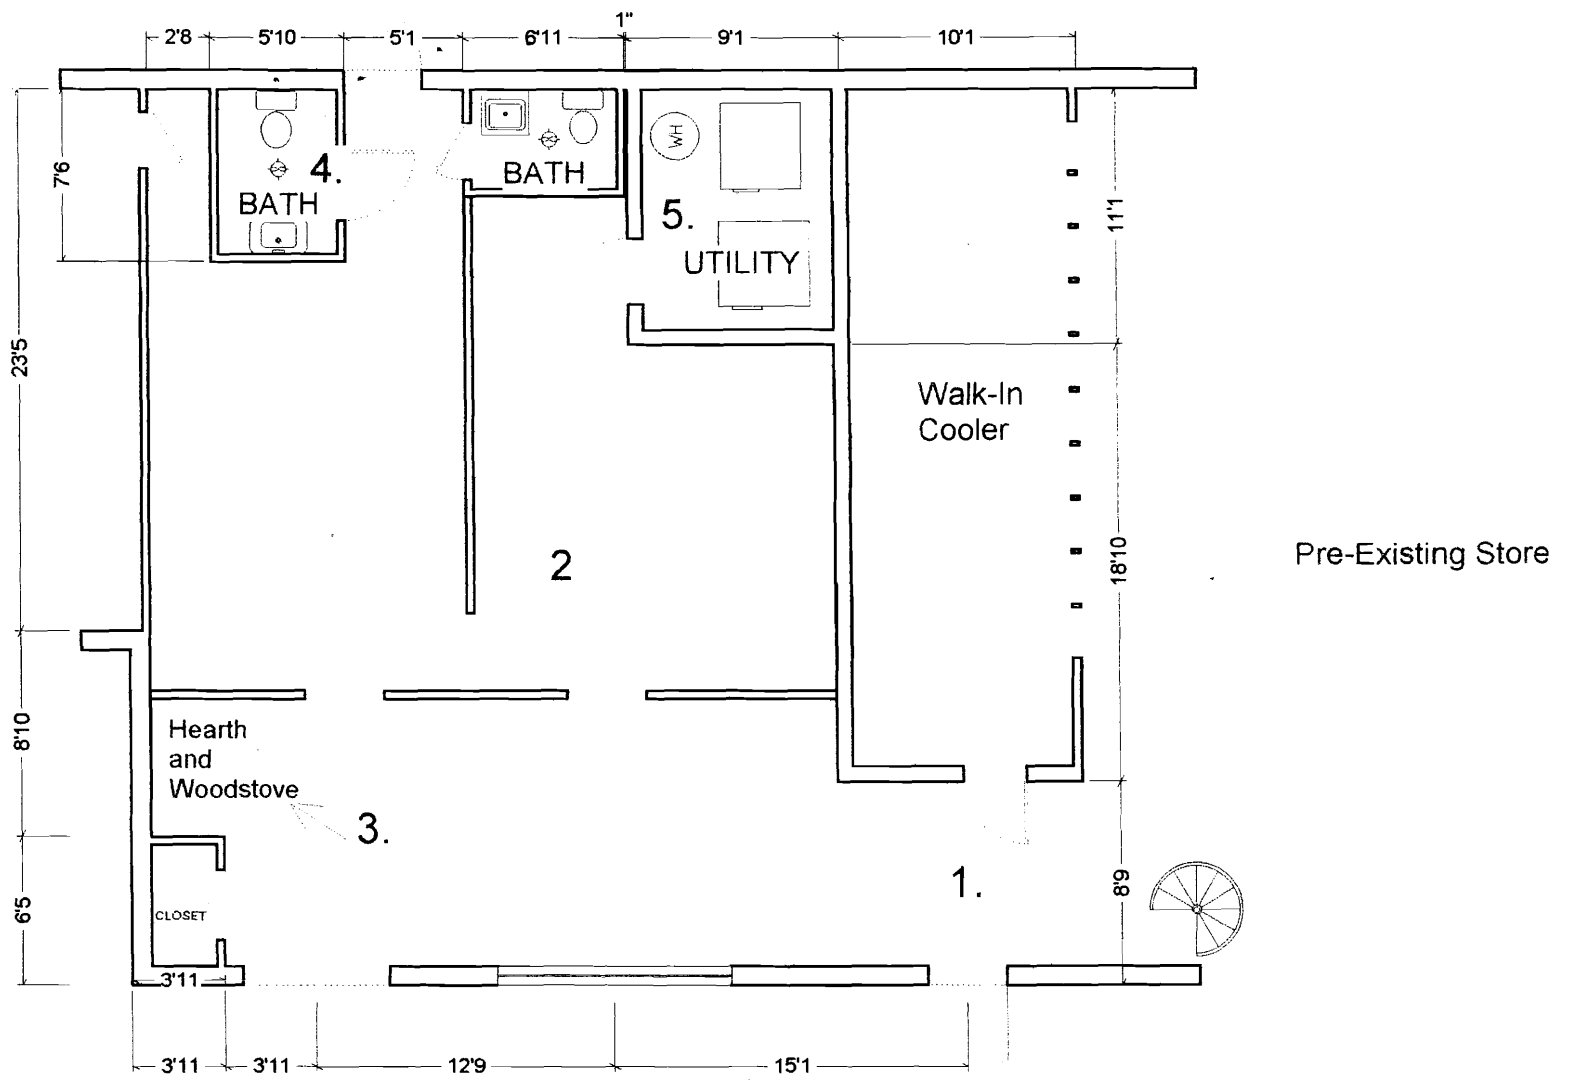 1"
2'8
5'10
5'1
6'11
9'1
10'1
7'6
BATH
4.
BATH
WH
5.
UTILITY
11'1
23'5
Walk-In
Cooler
2
18'10
Pre-Existing Store
8'10
Hearth
and
Woodstove
3.
1.
8'9
6'5
CLOSET
3'11
3'11
3'11
12'9
15'1